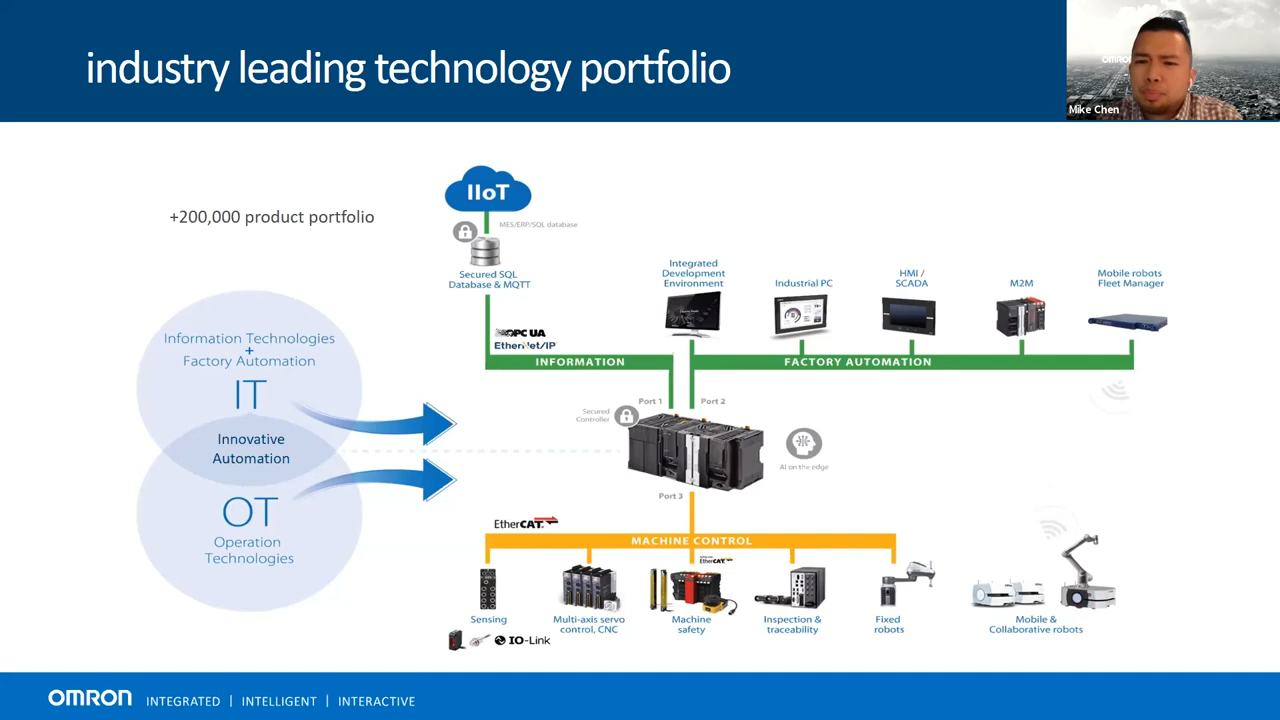 industry leading technology portfolio
OMRON
Mike Chen
+200,000 product portfolio
IIoT
MES/ERP/SQL database
Secured SQL
Database & MQTT
Integrated
Development
Environment
Industrial PC
HMI /
SCADA
M2M
Mobile robots
Fleet Manager
OPC UA
EtherNet/IP
INFORMATION
FACTORY AUTOMATION
Information Technologies
+
Factory Automation
IT
Innovative
Automation
OT
Operation
Technologies
Port 1
Port 2
Secured
Controller
AI on the edge
Port 3
EtherCAT
MACHINE CONTROL
EtherCAT
Sensing
Multi-axis servo
control, CNC
Machine
safety
Inspection &
traceability
Fixed
robots
Mobile &
Collaborative robots
IO-Link
OMRON INTEGRATED | INTELLIGENT | INTERACTIVE